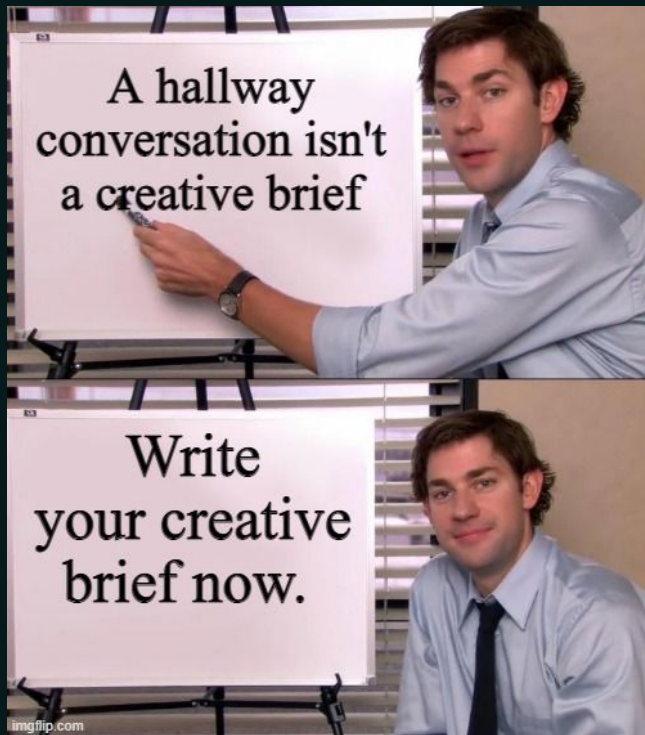 A hallway
conversation isn't
a creative brief
Write
your creative
brief now.
imgflip.com